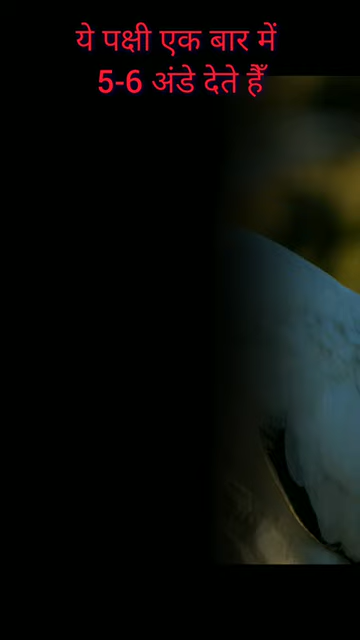 ये पक्षी एक बार में
5-6 अंडे देते हैँ